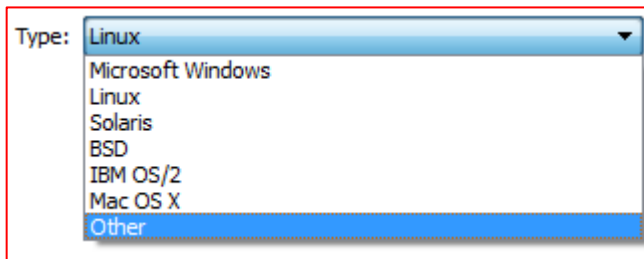 Type: Linux
Microsoft Windows
Linux
Solaris
BSD
IBM OS/2
Mac OS X
Other